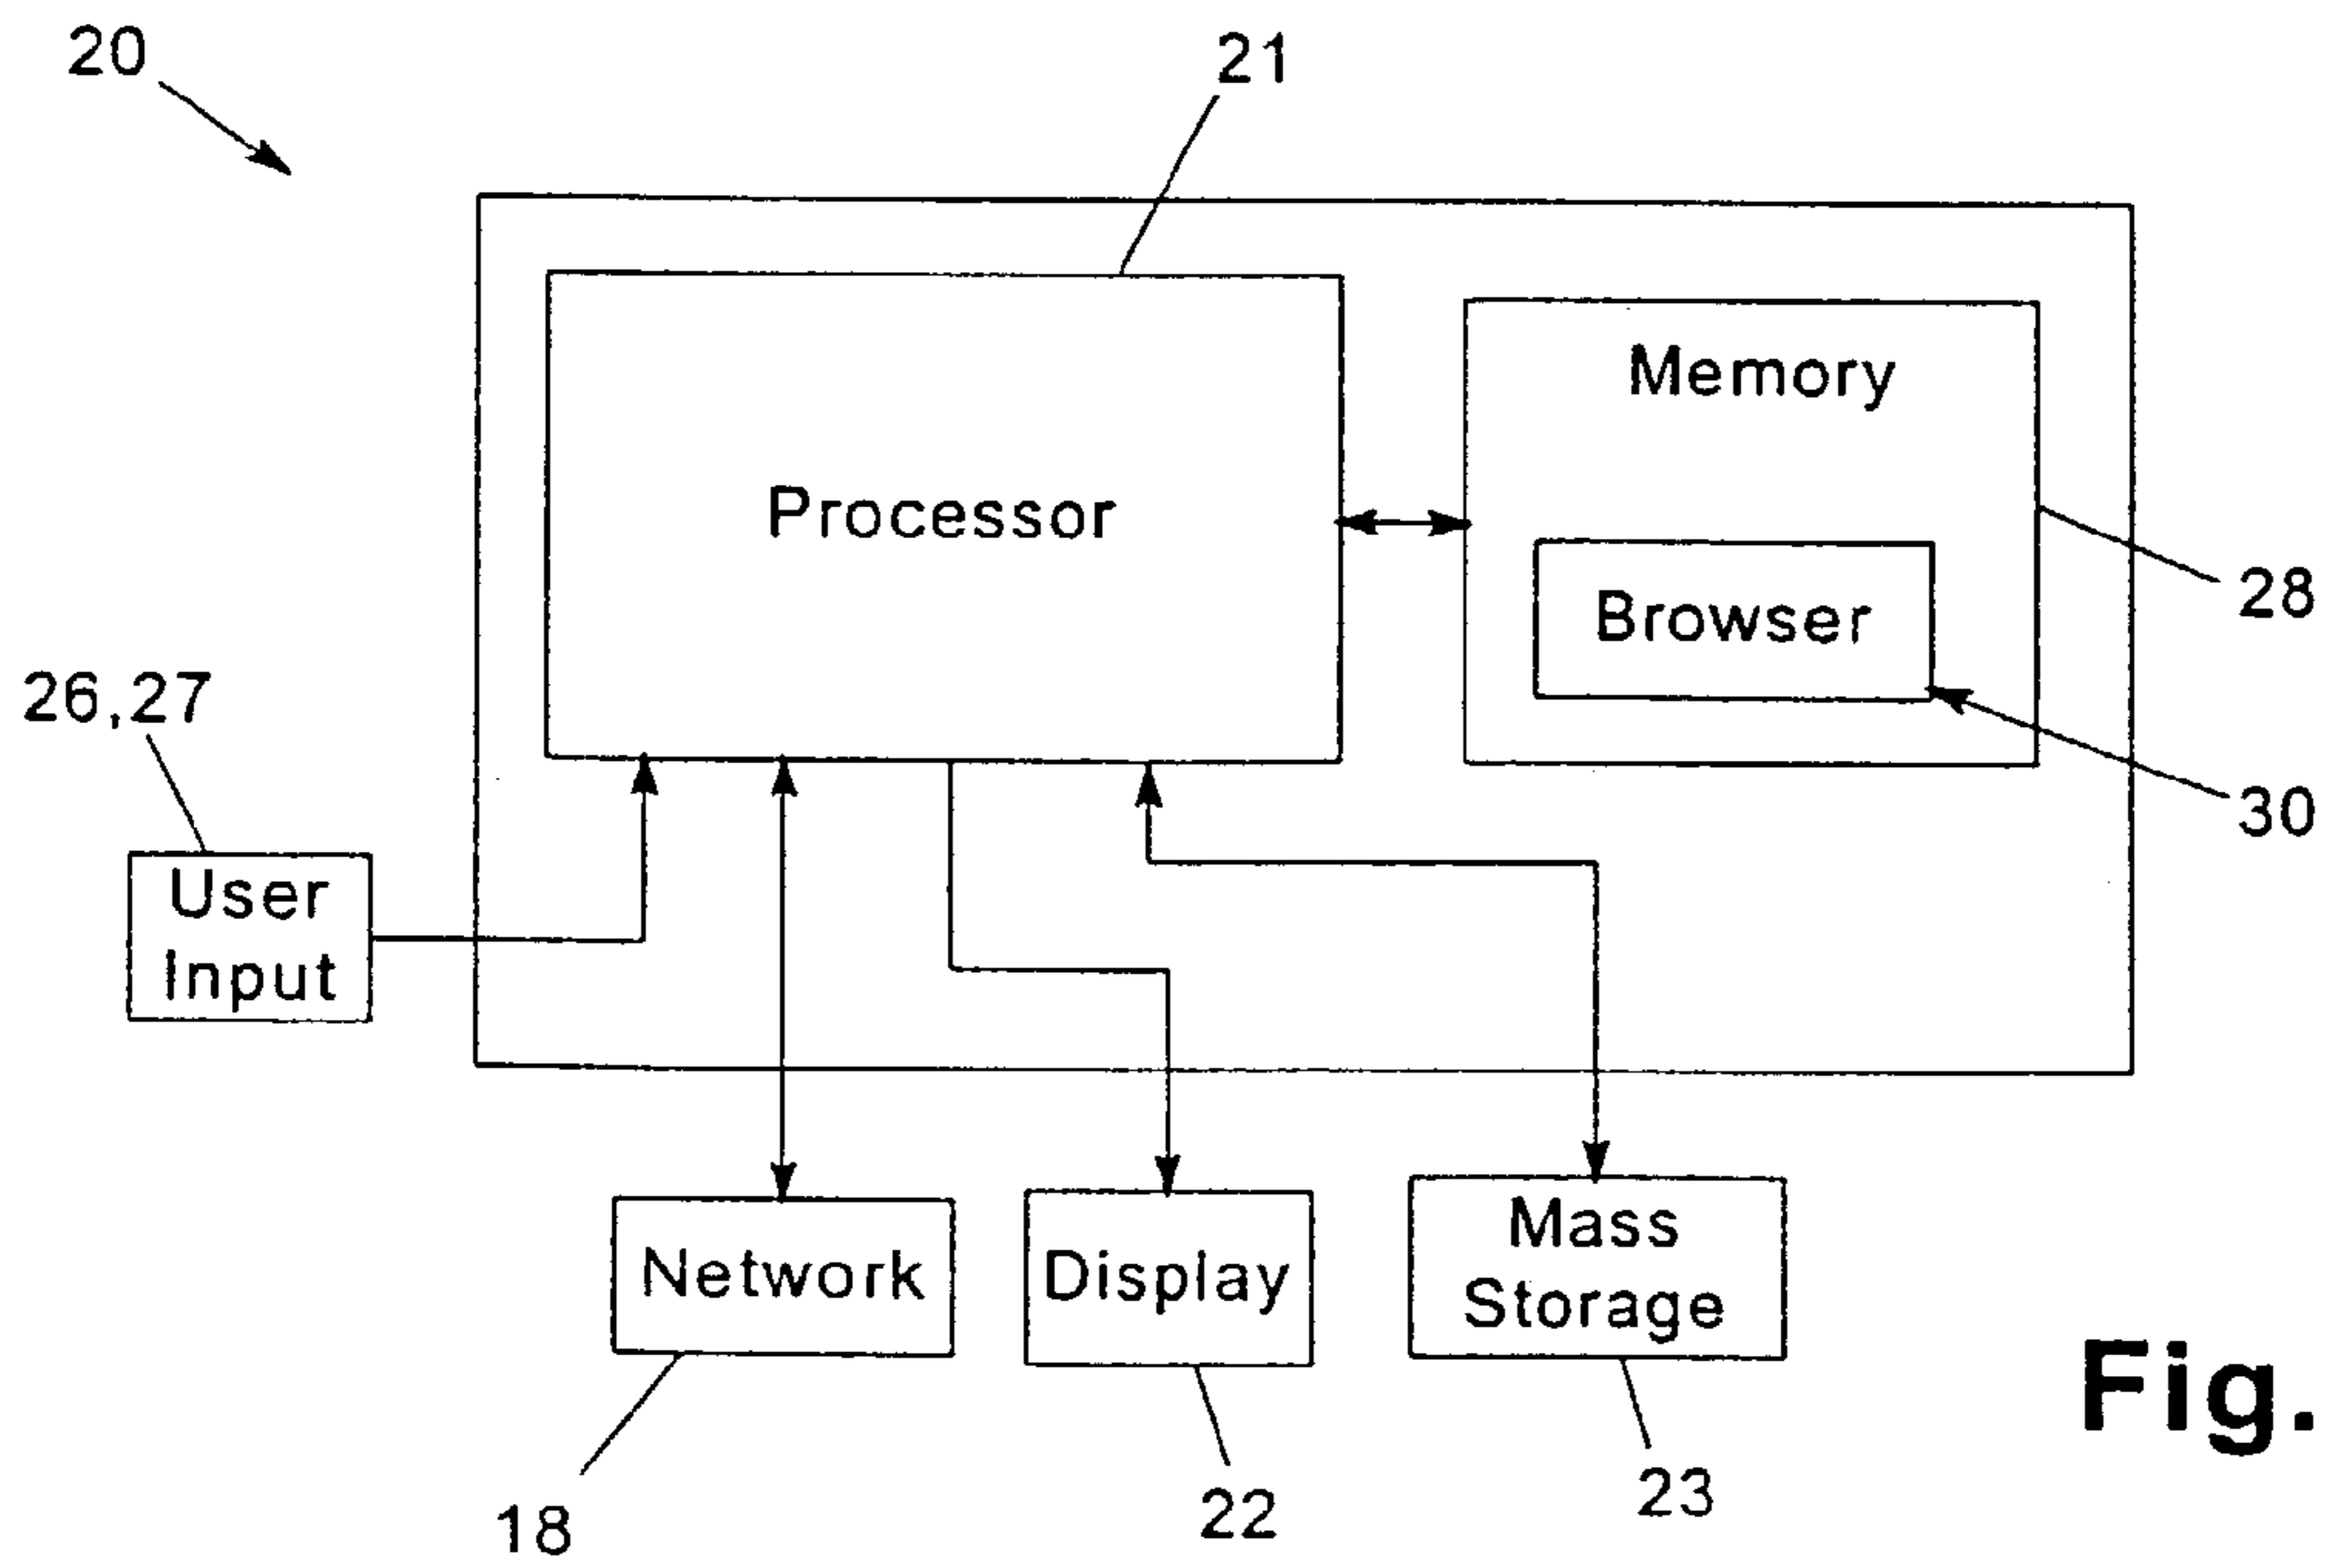 20
21
Memory
Processor
Browser
28
26,27
30
User
Input
Mass
Network
Display
Storage
Fig.
18
22
23